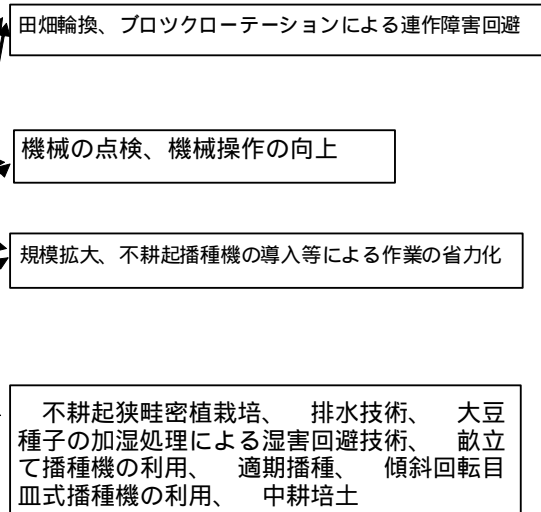 田畑輪換、ブロツクローテーションによる連作障害回避
機械の点検、機械操作の向上
規模拡大、不耕起播種機の導入等による作業の省力化
不耕起狭畦密植栽培、　排水技術、　大豆
種子の加湿処理による湿害回避技術、　畝立
て播種機の利用、　適期播種、　傾斜回転目
皿式播種機の利用、　中耕培土